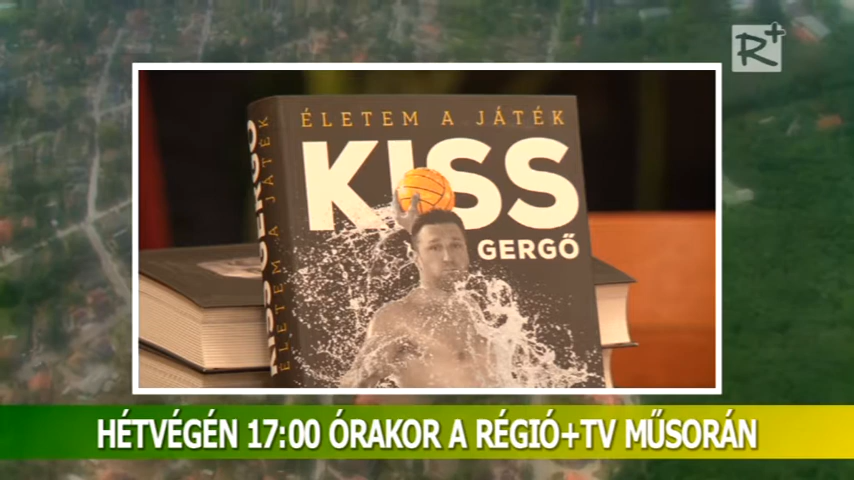 R+
ÉLETEM A JÁTÉK
KISS
GERGŐ
KISS GERGŐ
ÉLETEM A JÁTÉK
HÉTVÉGÉN 17:00 ÓRAKOR A RÉGIÓ+TV MŰSORÁN